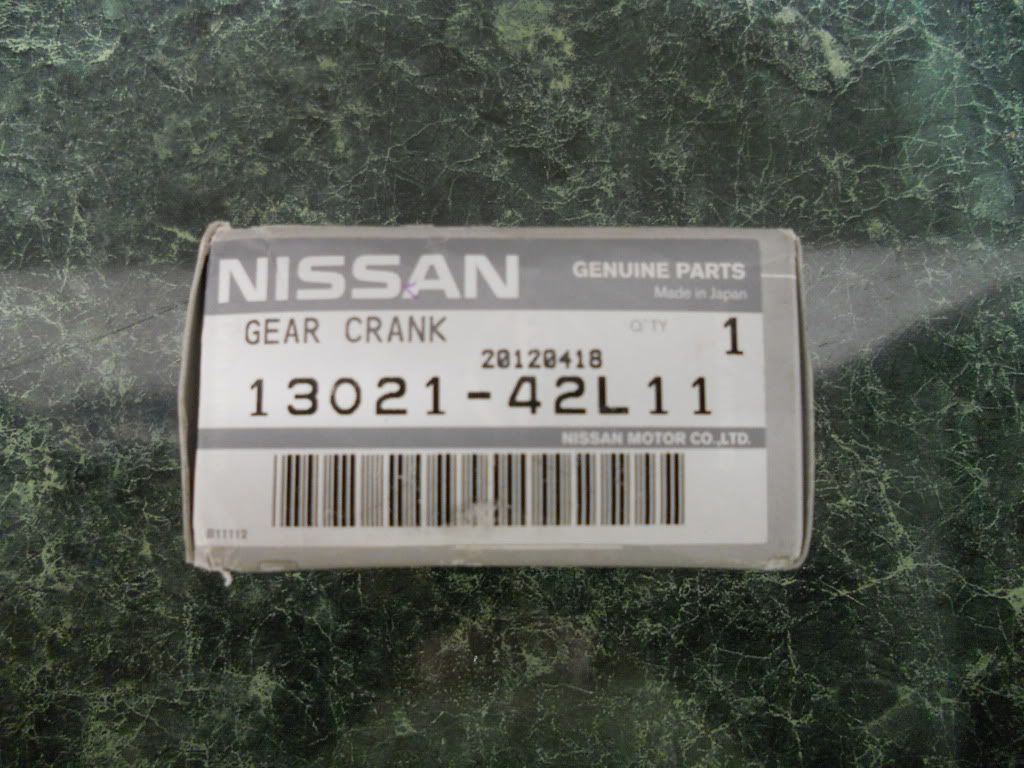 NISSAN GENUINE PARTS
Made in Japan
GEAR CRANK Q'TY 1
20120418
13021-42L11
NISSAN MOTOR CO.,LTD.
B11112